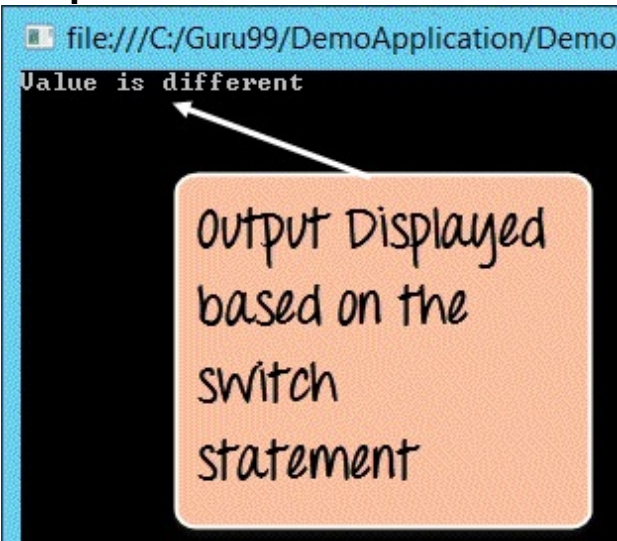 file:///C:/Guru99/DemoApplication/Demo
Value is different
Output Displayed
based on the
switch
statement